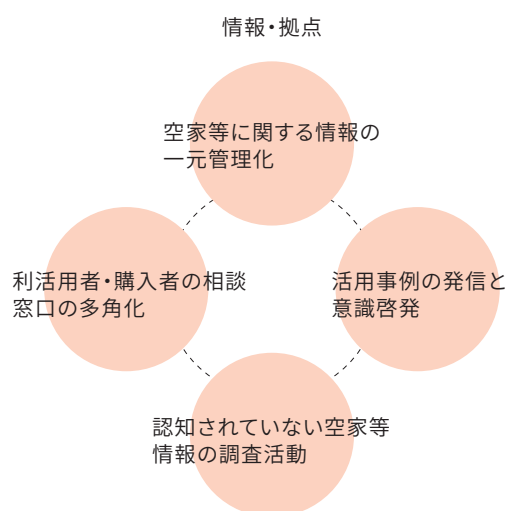 情報・拠点
空家等に関する情報の
一元管理化
利活用者・購入者の相談
窓口の多角化
活用事例の発信と
意識啓発
認知されていない空家等
情報の調査活動